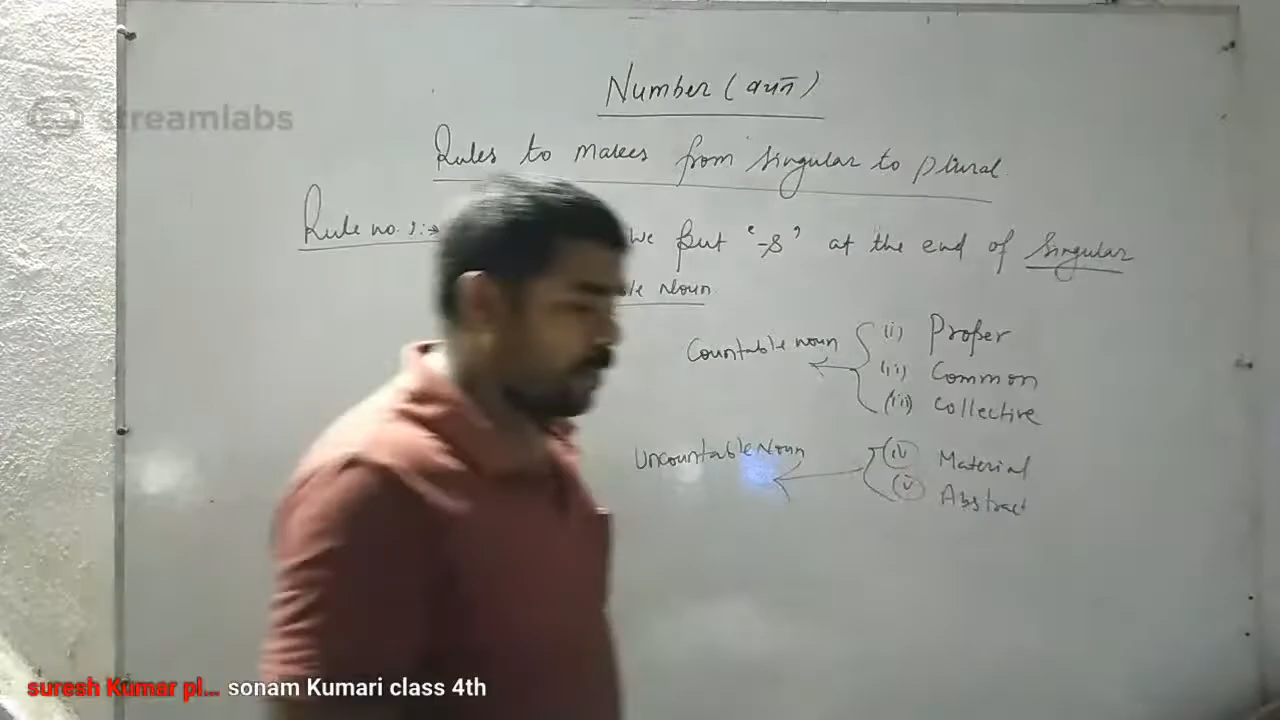 streamlabs
Number (वचन)
Rules to makes from singular to plural
Rule no. 1:→ We put '-s' at the end of singular
Noun
Countable noun
(i) Proper
(ii) Common
(iii) Collective
Uncountable Noun
(iv) Material
(v) Abstract
suresh Kumar pl... sonam Kumari class 4th